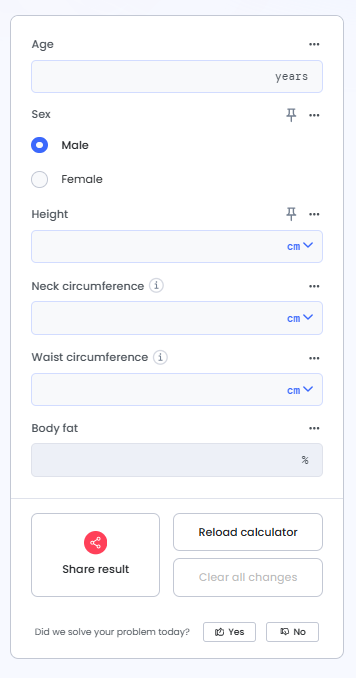 Age
years
Sex
Male
Female
Height
cm
Neck circumference i
cm
Waist circumference i
cm
Body fat
%
Share result
Reload calculator
Clear all changes
Did we solve your problem today? Yes No